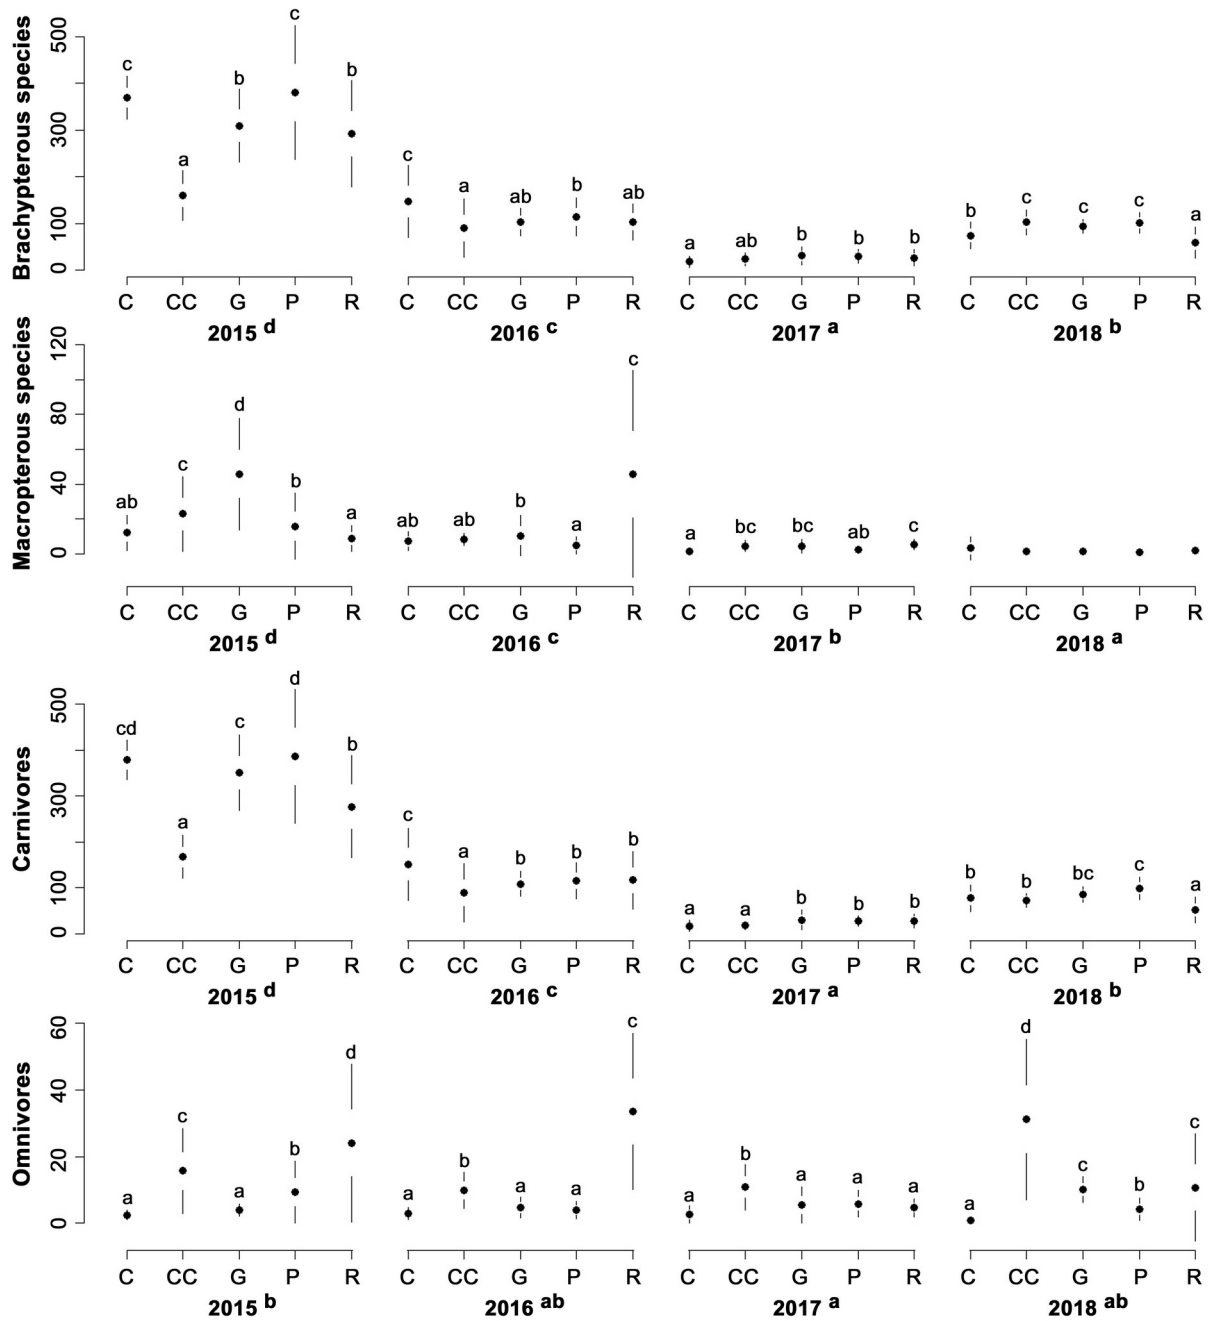 Brachypterous species
500
300
100
0
c a b c b
c a ab b ab
a ab b b b
b c c c a
C CC G P R C CC G P R C CC G P R C CC G P R
2015 d 2016 c 2017 a 2018 b
Macropterous species
120
80
40
0
ab c d b a
ab ab b a c
a bc bc ab c
C CC G P R C CC G P R C CC G P R C CC G P R
2015 d 2016 c 2017 b 2018 a
Carnivores
500
300
100
0
cd a c d b
c a b b b
a a b b b
b b bc c a
C CC G P R C CC G P R C CC G P R C CC G P R
2015 d 2016 c 2017 a 2018 b
Omnivores
60
40
20
0
a c a b d
a b a a c
a b a a a
a d c b c
C CC G P R C CC G P R C CC G P R C CC G P R
2015 b 2016 ab 2017 a 2018 ab